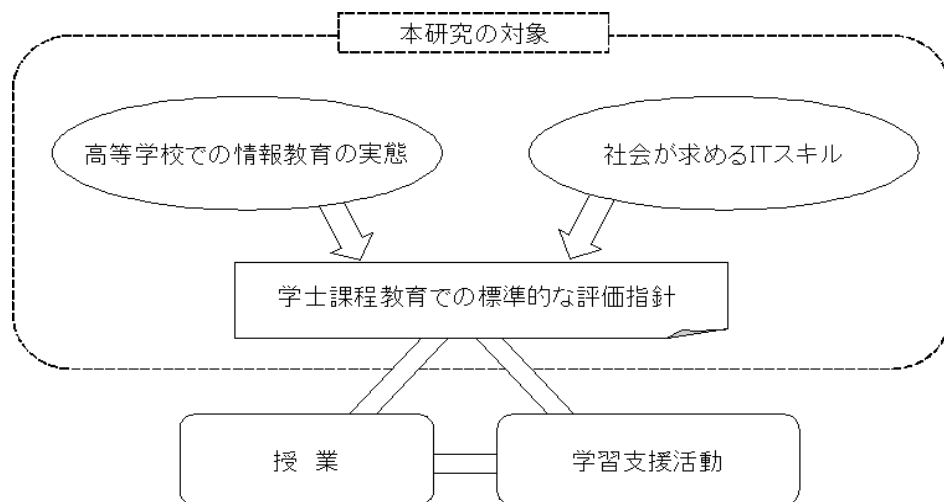 本研究の対象
高等学校での情報教育の実態
社会が求めるITスキル
学士課程教育での標準的な評価指針
授 業
学習支援活動